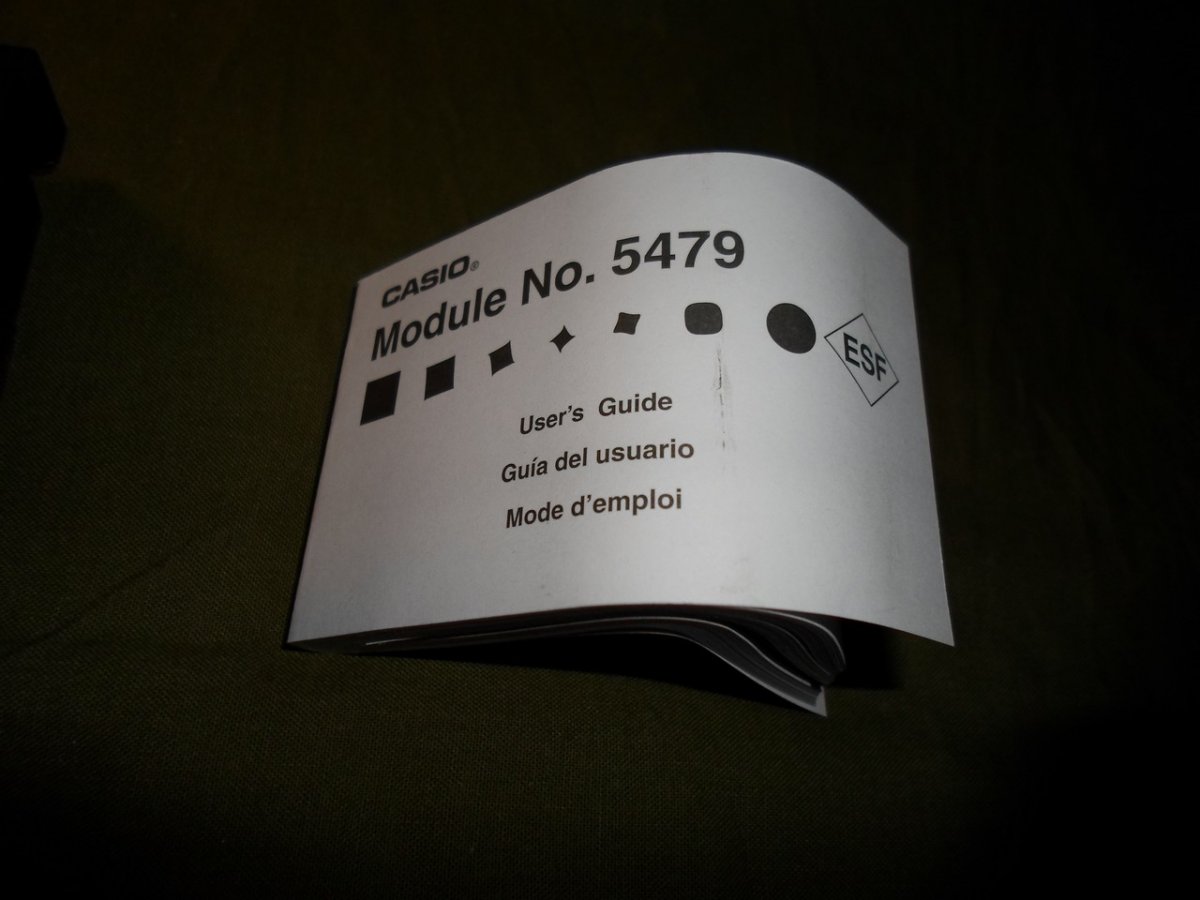 CASIO®
Module No. 5479
ESF
User's Guide
Guía del usuario
Mode d'emploi